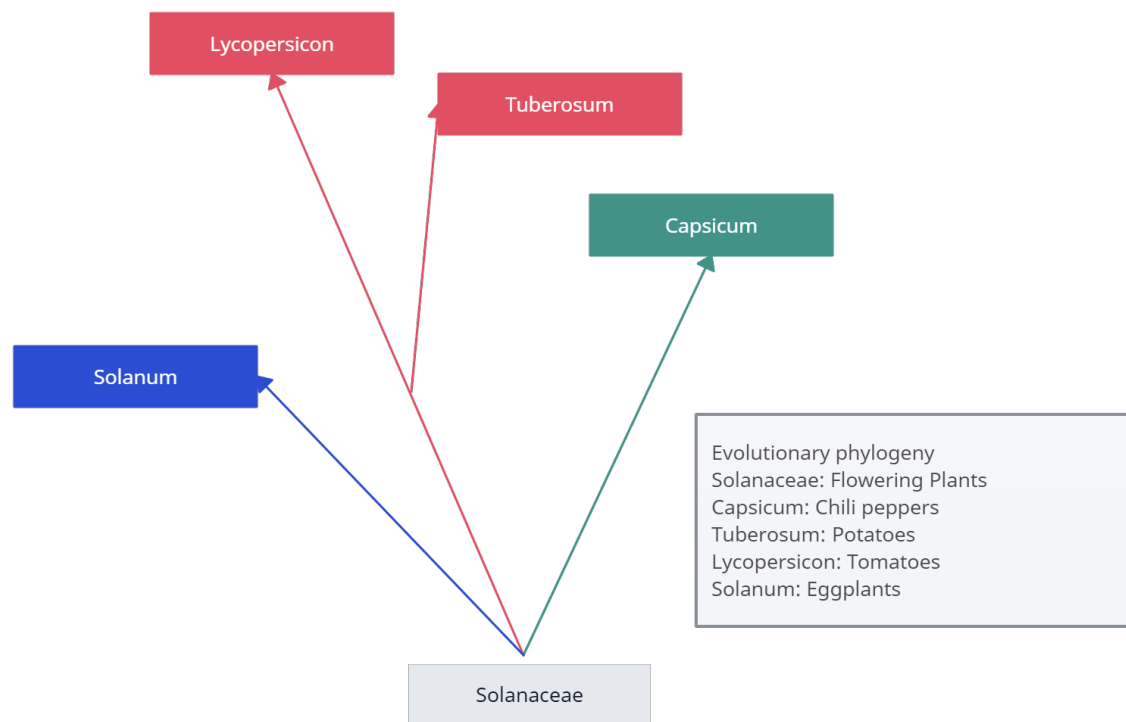 Lycopersicon
Tuberosum
Capsicum
Solanum
Evolutionary phylogeny
Solanaceae: Flowering Plants
Capsicum: Chili peppers
Tuberosum: Potatoes
Lycopersicon: Tomatoes
Solanum: Eggplants
Solanaceae